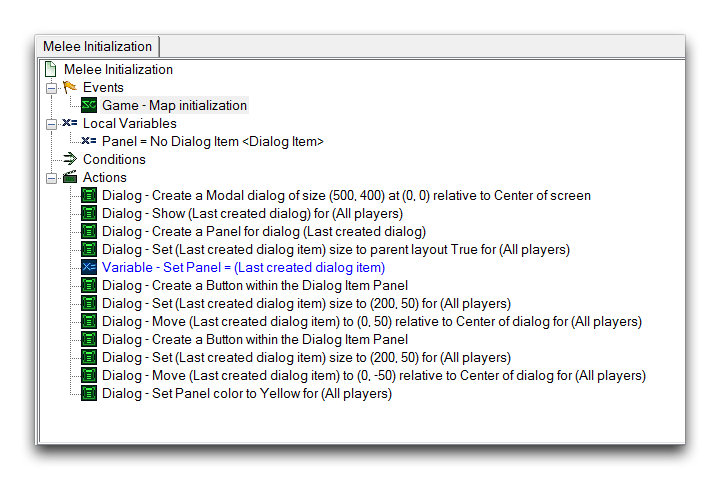 Melee Initialization
Melee Initialization
Events
Game - Map initialization
Local Variables
Panel = No Dialog Item <Dialog Item>
Conditions
Actions
Dialog - Create a Modal dialog of size (500, 400) at (0, 0) relative to Center of screen
Dialog - Show (Last created dialog) for (All players)
Dialog - Create a Panel for dialog (Last created dialog)
Dialog - Set (Last created dialog item) size to parent layout True for (All players)
Variable - Set Panel = (Last created dialog item)
Dialog - Create a Button within the Dialog Item Panel
Dialog - Set (Last created dialog item) size to (200, 50) for (All players)
Dialog - Move (Last created dialog item) to (0, 50) relative to Center of dialog for (All players)
Dialog - Create a Button within the Dialog Item Panel
Dialog - Set (Last created dialog item) size to (200, 50) for (All players)
Dialog - Move (Last created dialog item) to (0, -50) relative to Center of dialog for (All players)
Dialog - Set Panel color to Yellow for (All players)